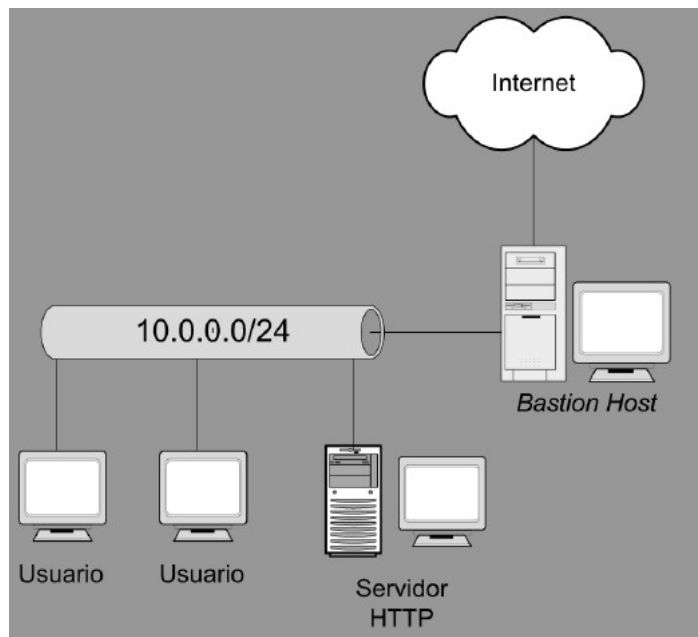 Internet
10.0.0.0/24
Bastion Host
Usuario
Usuario
Servidor
HTTP